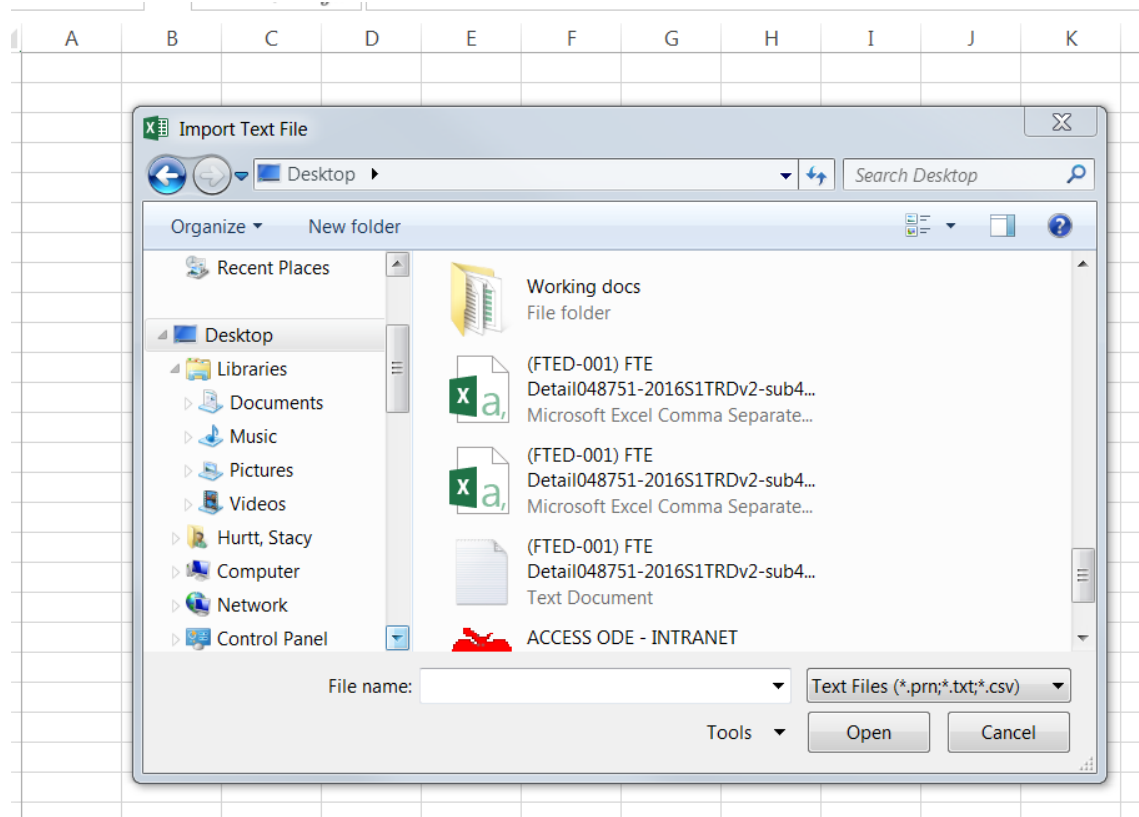 A B C D E F G H I J K
Import Text File
Desktop
Search Desktop
Organize New folder
Recent Places
Desktop
Libraries
Documents
Music
Pictures
Videos
Hurtt, Stacy
Computer
Network
Control Panel
Working docs
File folder
(FTED-001) FTE
Detail048751-2016S1TRDv2-sub4...
Microsoft Excel Comma Separate...
(FTED-001) FTE
Detail048751-2016S1TRDv2-sub4...
Microsoft Excel Comma Separate...
(FTED-001) FTE
Detail048751-2016S1TRDv2-sub4...
Text Document
ACCESS ODE - INTRANET
File name:
Text Files (*.prn;*.txt;*.csv)
Tools Open Cancel